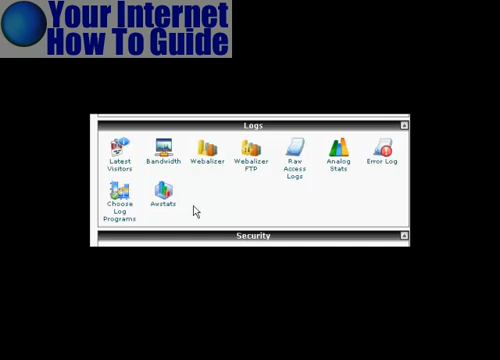 Your Internet
How To Guide
Logs
Latest
Visitors
Bandwidth
Webalizer
Webalizer
FTP
Raw
Access
Logs
Analog
Stats
Error Log
Choose
Log
Programs
Awstats
Security